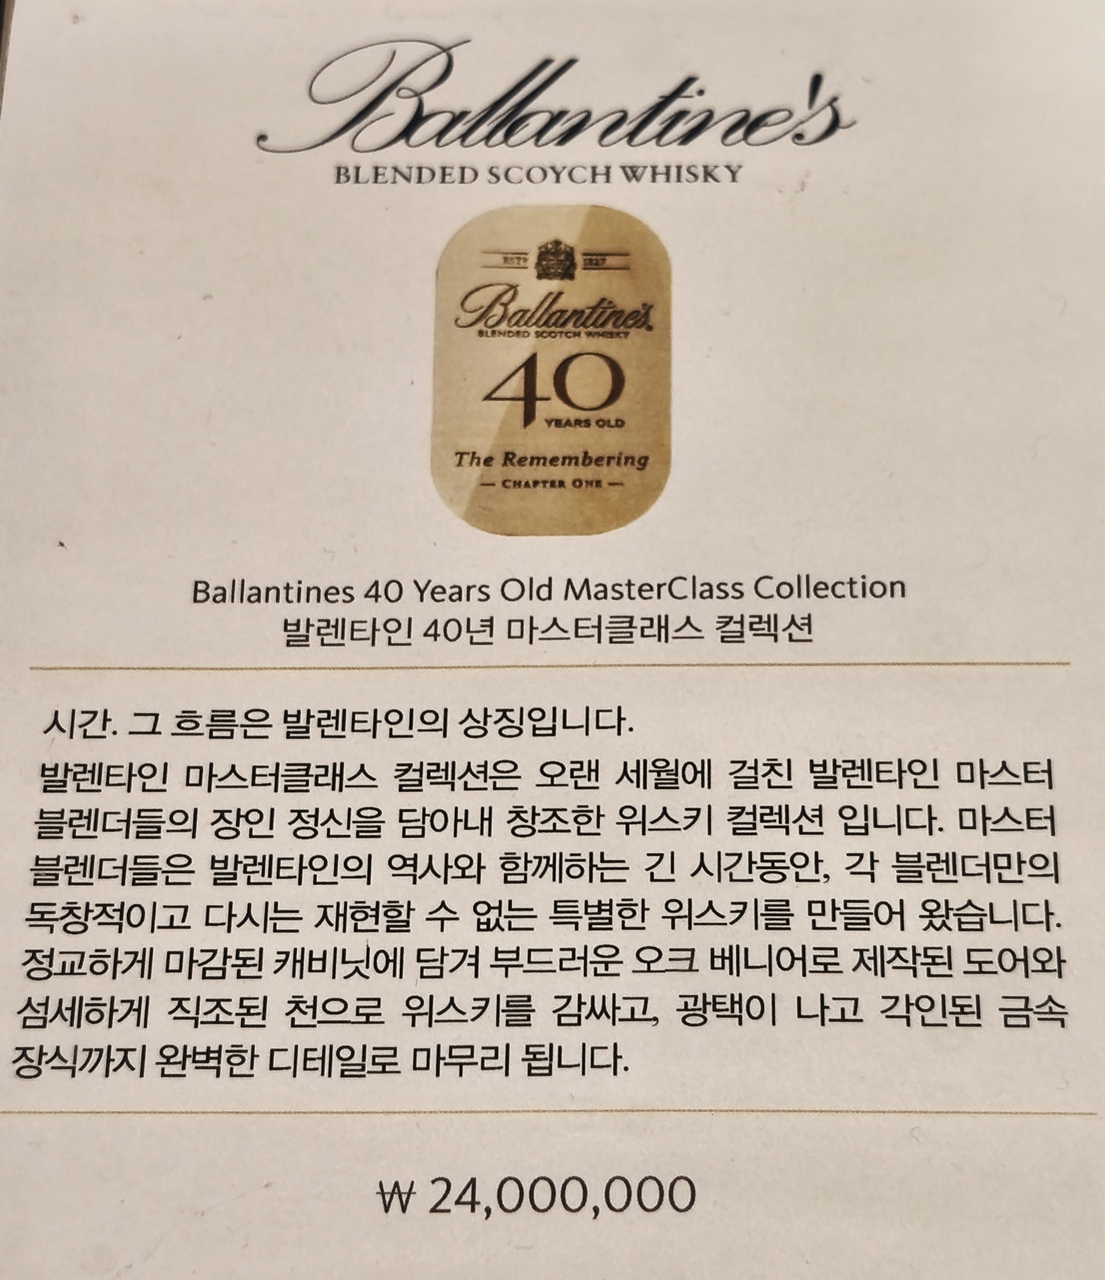 Ballantine's
BLENDED SCOYCH WHISKY
ESTD 1827
Ballantine's
BLENDED SCOTCH WHISKY
40
YEARS OLD
The Remembering
— CHAPTER ONE —
Ballantines 40 Years Old MasterClass Collection
발렌타인 40년 마스터클래스 컬렉션
시간. 그 흐름은 발렌타인의 상징입니다.
발렌타인 마스터클래스 컬렉션은 오랜 세월에 걸친 발렌타인 마스터
블렌더들의 장인 정신을 담아내 창조한 위스키 컬렉션 입니다. 마스터
블렌더들은 발렌타인의 역사와 함께하는 긴 시간동안, 각 블렌더만의
독창적이고 다시는 재현할 수 없는 특별한 위스키를 만들어 왔습니다.
정교하게 마감된 캐비닛에 담겨 부드러운 오크 베니어로 제작된 도어와
섬세하게 직조된 천으로 위스키를 감싸고, 광택이 나고 각인된 금속
장식까지 완벽한 디테일로 마무리 됩니다.
₩ 24,000,000